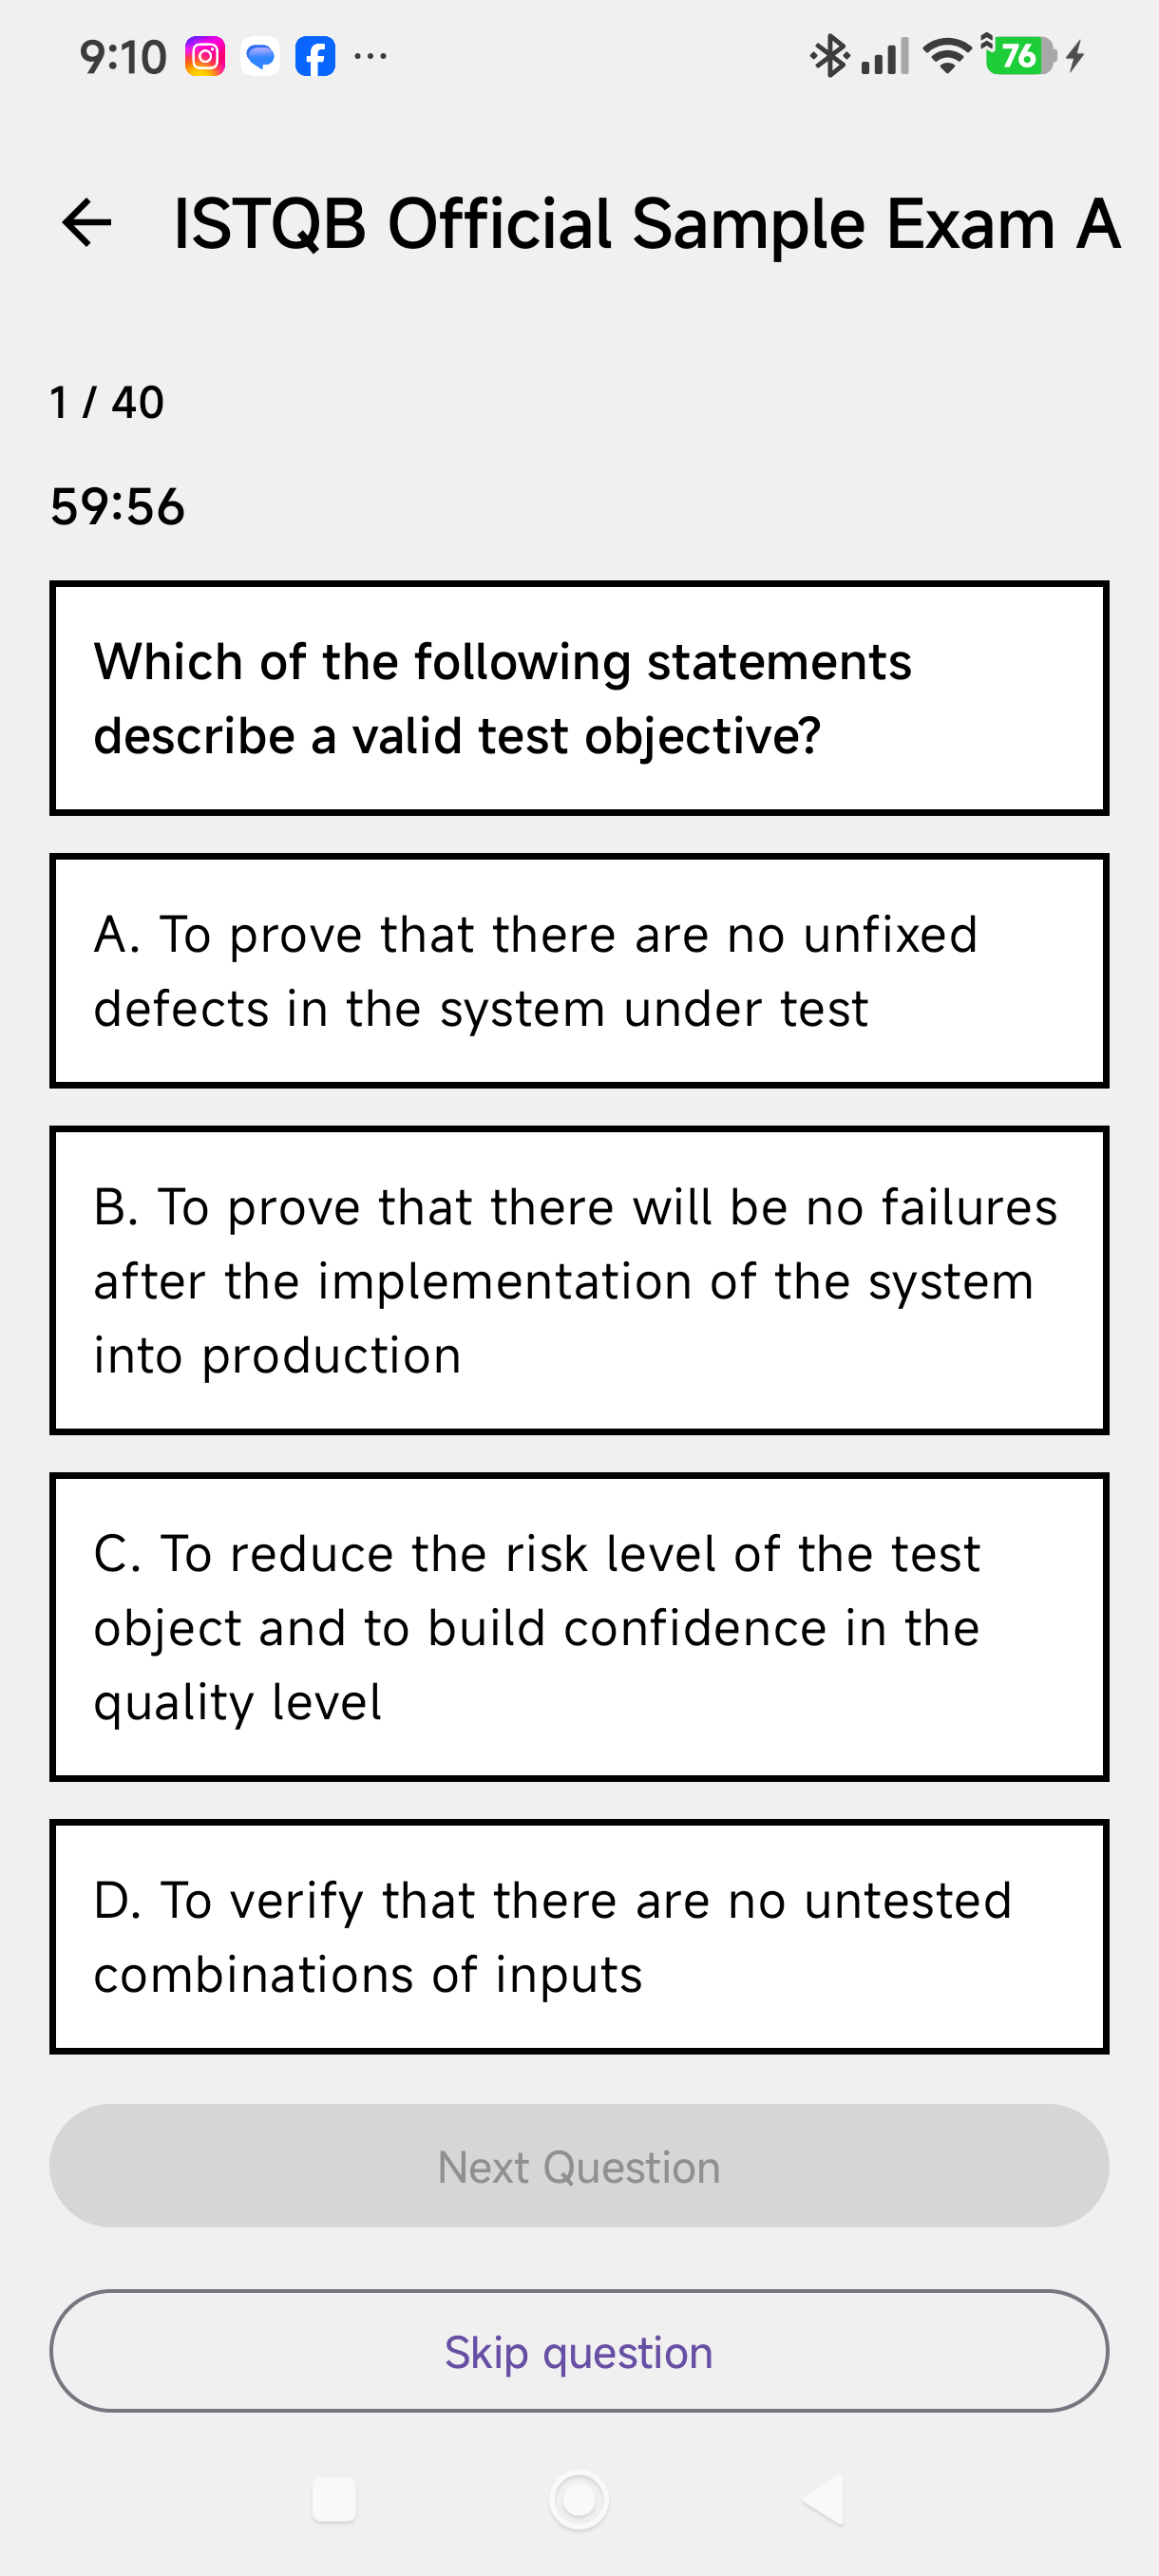 9:10
76
ISTQB Official Sample Exam A
1 / 40
59:56
Which of the following statements
describe a valid test objective?
A. To prove that there are no unfixed
defects in the system under test
B. To prove that there will be no failures
after the implementation of the system
into production
C. To reduce the risk level of the test
object and to build confidence in the
quality level
D. To verify that there are no untested
combinations of inputs
Next Question
Skip question